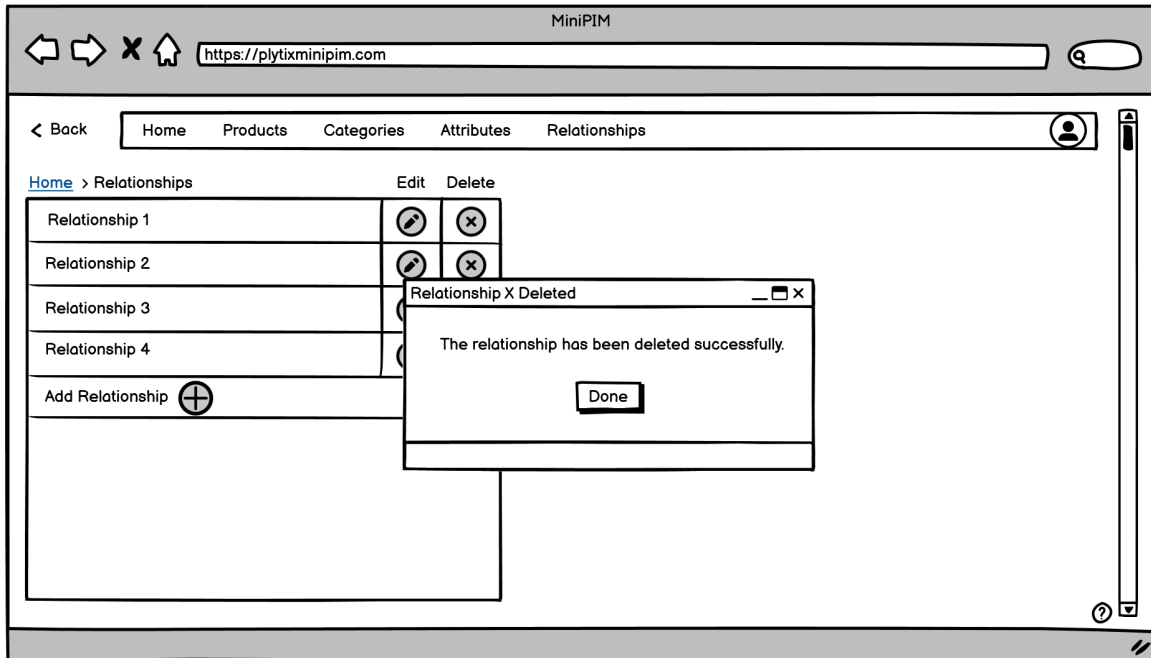 MiniPIM
https://plytixminipim.com
Back
Home Products Categories Attributes Relationships
Home > Relationships Edit Delete
Relationship 1
Relationship 2
Relationship 3
Relationship 4
Add Relationship
Relationship X Deleted
The relationship has been deleted successfully.
Done
?